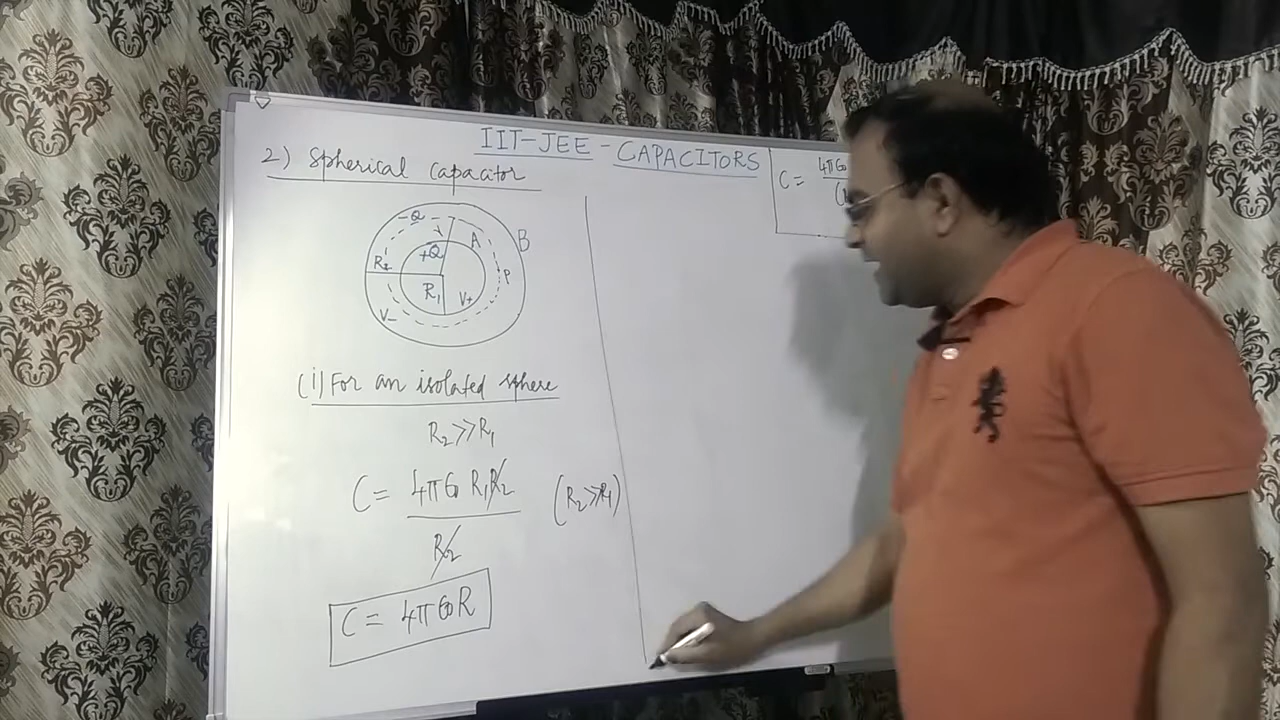 IIT-JEE - CAPACITORS
2) Spherical Capacitor
C = 4πϵ0
-Q
A
B
+Q
R2
P
R1
V+
V-
(i) For an isolated sphere
R2 >> R1
C = 4πϵ0 R1R2 (R2>>R1)
R2
C = 4πϵ0R